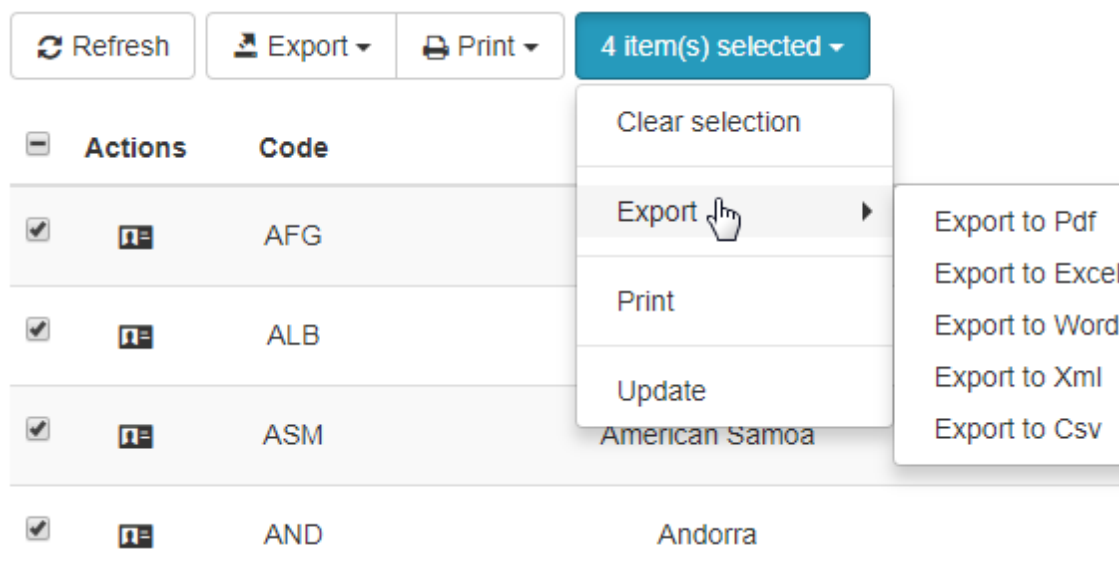 Refresh Export Print 4 item(s) selected
Clear selection
Actions Code
Export
Export to Pdf
AFG
Export to Excel
Print
Export to Word
ALB
Export to Xml
Update
Export to Csv
ASM American Samoa
AND Andorra